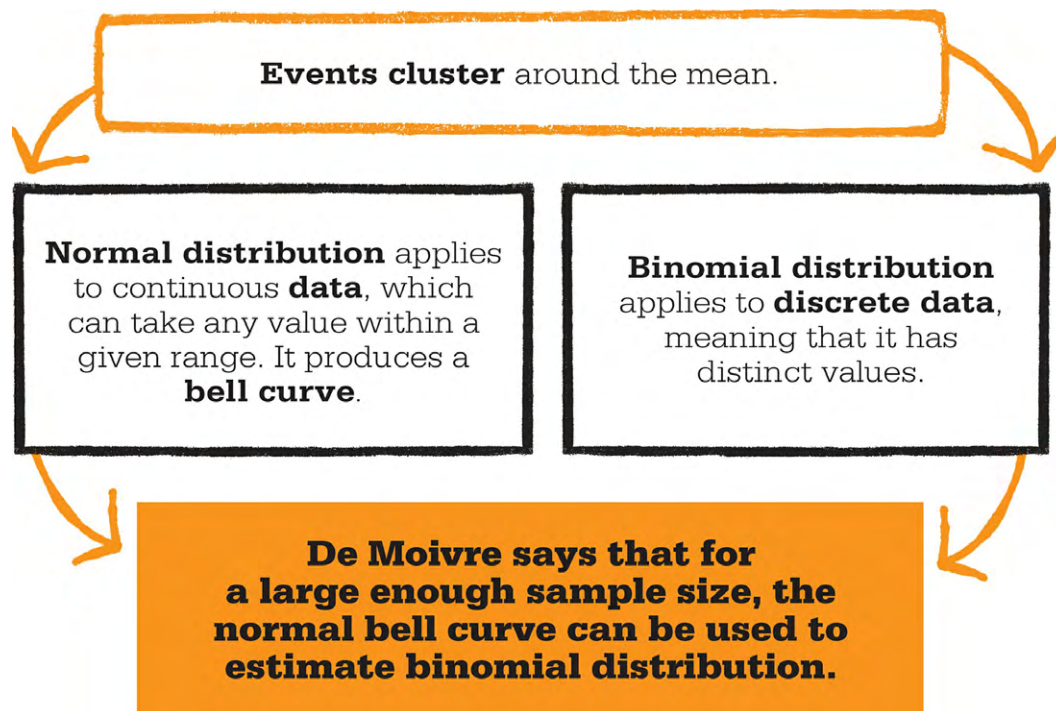 Events cluster around the mean.
Normal distribution applies
to continuous data, which
can take any value within a
given range. It produces a
bell curve.
Binomial distribution
applies to discrete data,
meaning that it has
distinct values.
De Moivre says that for
a large enough sample size, the
normal bell curve can be used to
estimate binomial distribution.